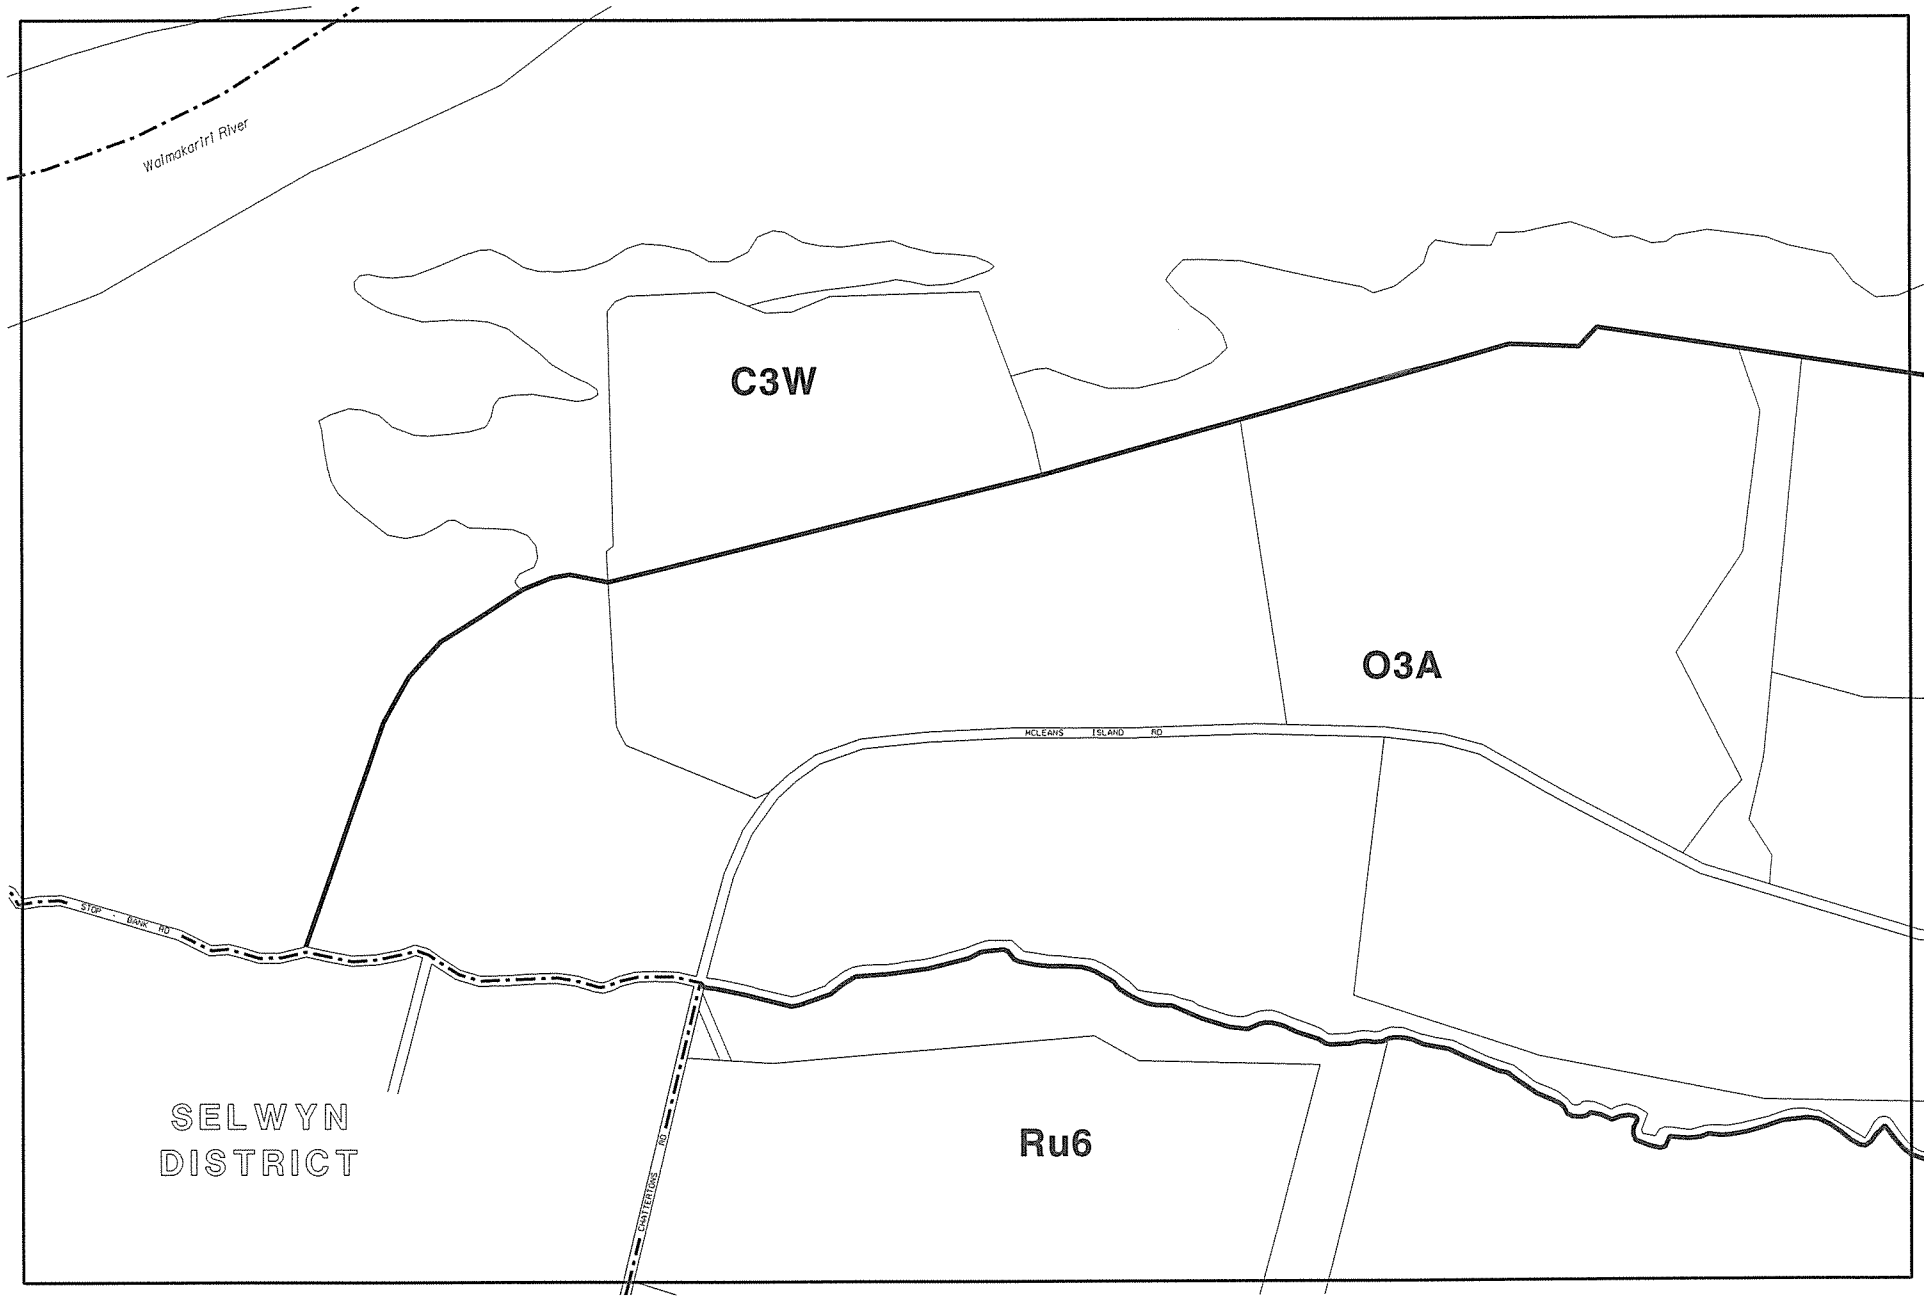 Waimakariri River
C3W
O3A
MCLEANS ISLAND RD
STOP - BANK RD
SELWYN
DISTRICT
Ru6
CHATTERTONS RD